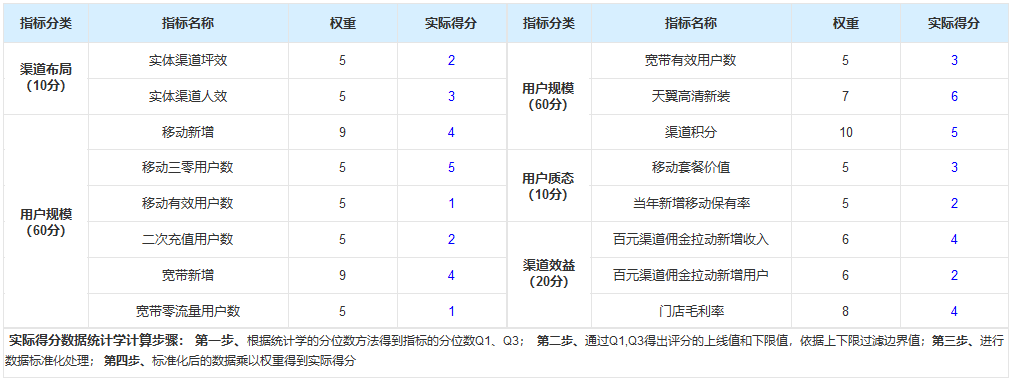 指标分类 指标名称 权重 实际得分 指标分类 指标名称 权重 实际得分
渠道布局（10分） 实体渠道坪效 5 2
实体渠道人效 5 3
用户规模（60分） 移动新增 9 4
移动三零用户数 5 5
移动有效用户数 5 1
二次充值用户数 5 2
宽带新增 9 4
宽带零流量用户数 5 1
用户规模（60分） 宽带有效用户数 5 3
天翼高清新装 7 6
渠道积分 10 5
用户质态（10分） 移动套餐价值 5 3
当年新增移动保有率 5 2
渠道效益（20分） 百元渠道佣金拉动新增收入 6 4
百元渠道佣金拉动新增用户 6 2
门店毛利率 8 4
实际得分数据统计学计算步骤： 第一步、根据统计学的分位数方法得到指标的分位数Q1、Q3； 第二步、通过Q1,Q3得出评分的上线值和下限值，依据上下限过滤边界值；第三步、进行
数据标准化处理； 第四步、标准化后的数据乘以权重得到实际得分